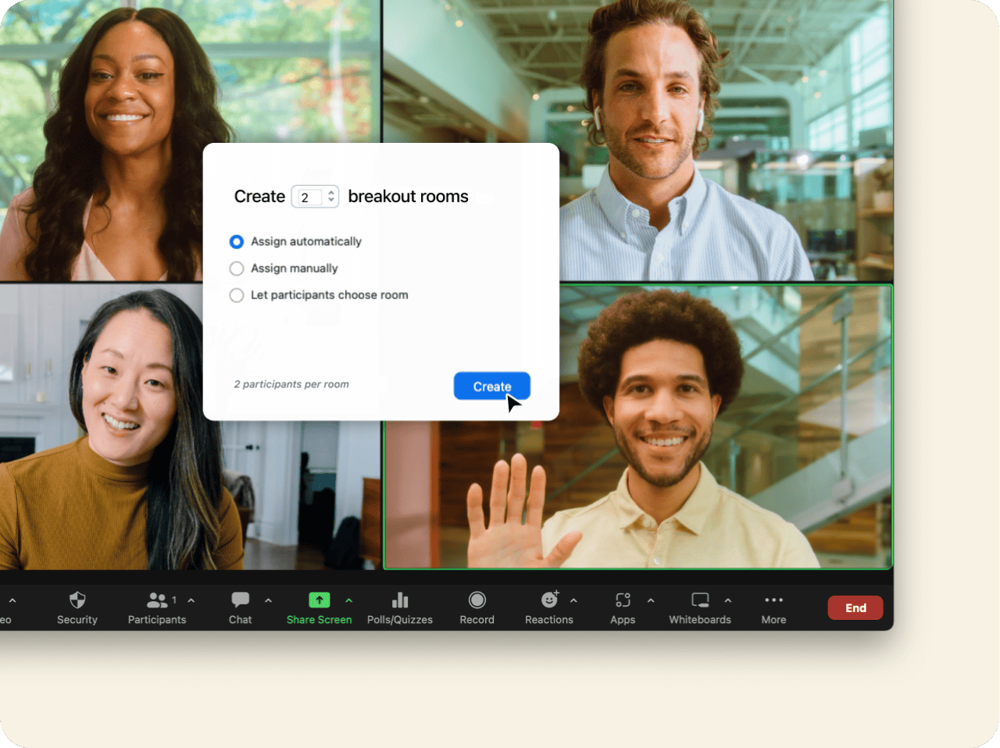 Create 2 breakout rooms
Assign automatically
Assign manually
Let participants choose room
2 participants per room
Create
eo
Security
Participants
1
Chat
Share Screen
Polls/Quizzes
Record
Reactions
Apps
Whiteboards
More
End